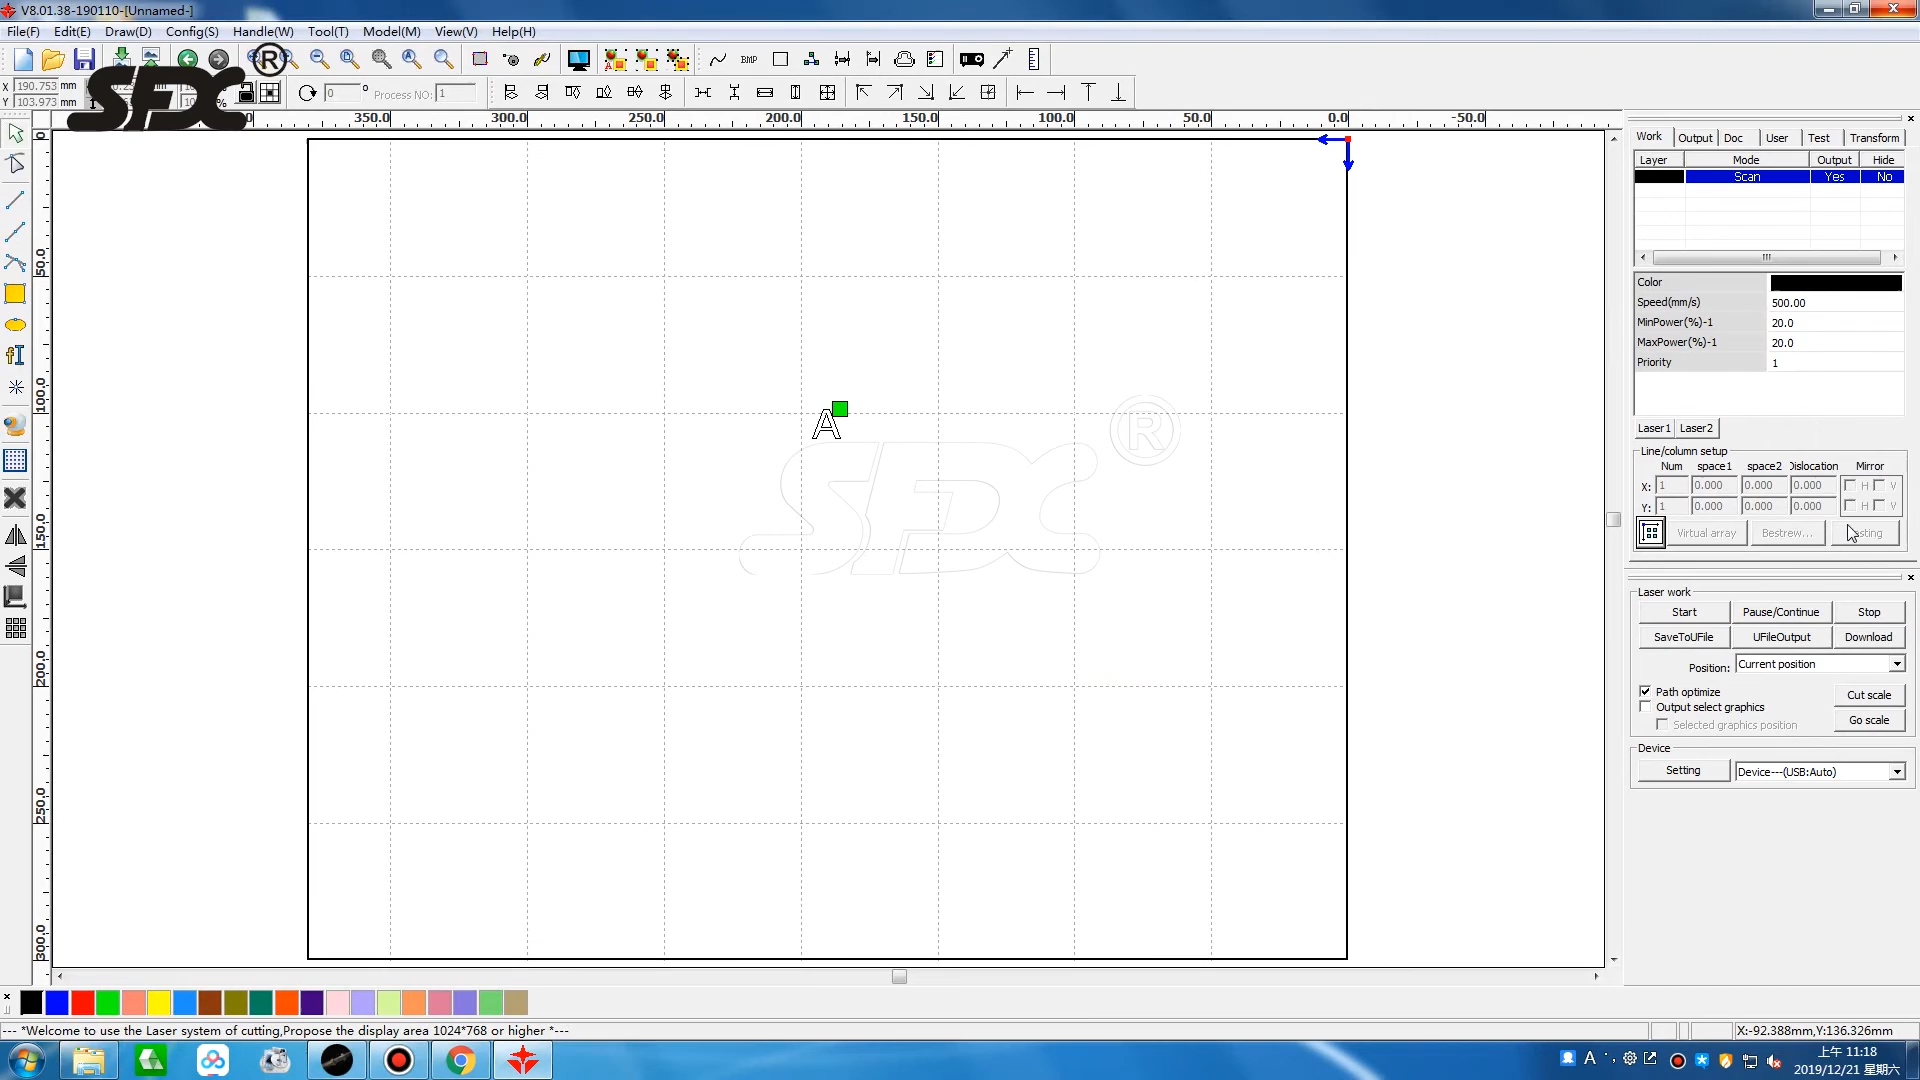 V8.01.38-190110-[Unnamed-]
File(F) Edit(E) Draw(D) Config(S) Handle(W) Tool(T) Model(M) View(V) Help(H)
BMP
X 190.753 mm
Y 103.973 mm
0 ° Process NO: 1
SFX®
350.0 300.0 250.0 200.0 150.0 100.0 50.0 0.0 -50.0
0
50.0
100.0
150.0
200.0
250.0
300.0
A
SFX®
Work Output Doc User Test Transform
Layer Mode Output Hide
Scan Yes No
Color
Speed(mm/s) 500.00
MinPower(%)-1 20.0
MaxPower(%)-1 20.0
Priority 1
Laser1 Laser2
Line/column setup
Num space1 space2 Dislocation Mirror
X: 1 0.000 0.000 0.000 H V
Y: 1 0.000 0.000 0.000 H V
Virtual array Bestrew...
Laser work
Start Pause/Continue Stop
SaveToUFile UFileOutput Download
Position: Current position
Path optimize Cut scale
Output select graphics
Selected graphics position Go scale
Device
Setting Device---(USB:Auto)
--- *Welcome to use the Laser system of cutting,Propose the display area 1024*768 or higher *---
X:-92.388mm,Y:136.326mm
A
上午 11:18
2019/12/21 星期六